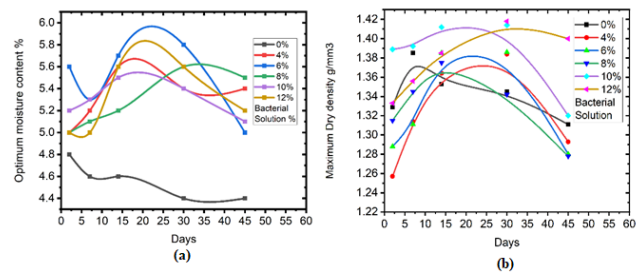 (a)
6.0
5.8
5.6
5.4
5.2
5.0
4.8
4.6
4.4
Optimum moisture content %
0 5 10 15 20 25 30 35 40 45 50 55 60
Days
0%
4%
6%
8%
10%
12%
Bacterial
Solution %
(a)
1.42
1.40
1.38
1.36
1.34
1.32
1.30
1.28
1.26
1.24
1.22
Maximum Dry density g/mm3
0 5 10 15 20 25 30 35 40 45 50 55 60
Days
0%
4%
6%
8%
10%
12%
Bacterial
Solution
(b)